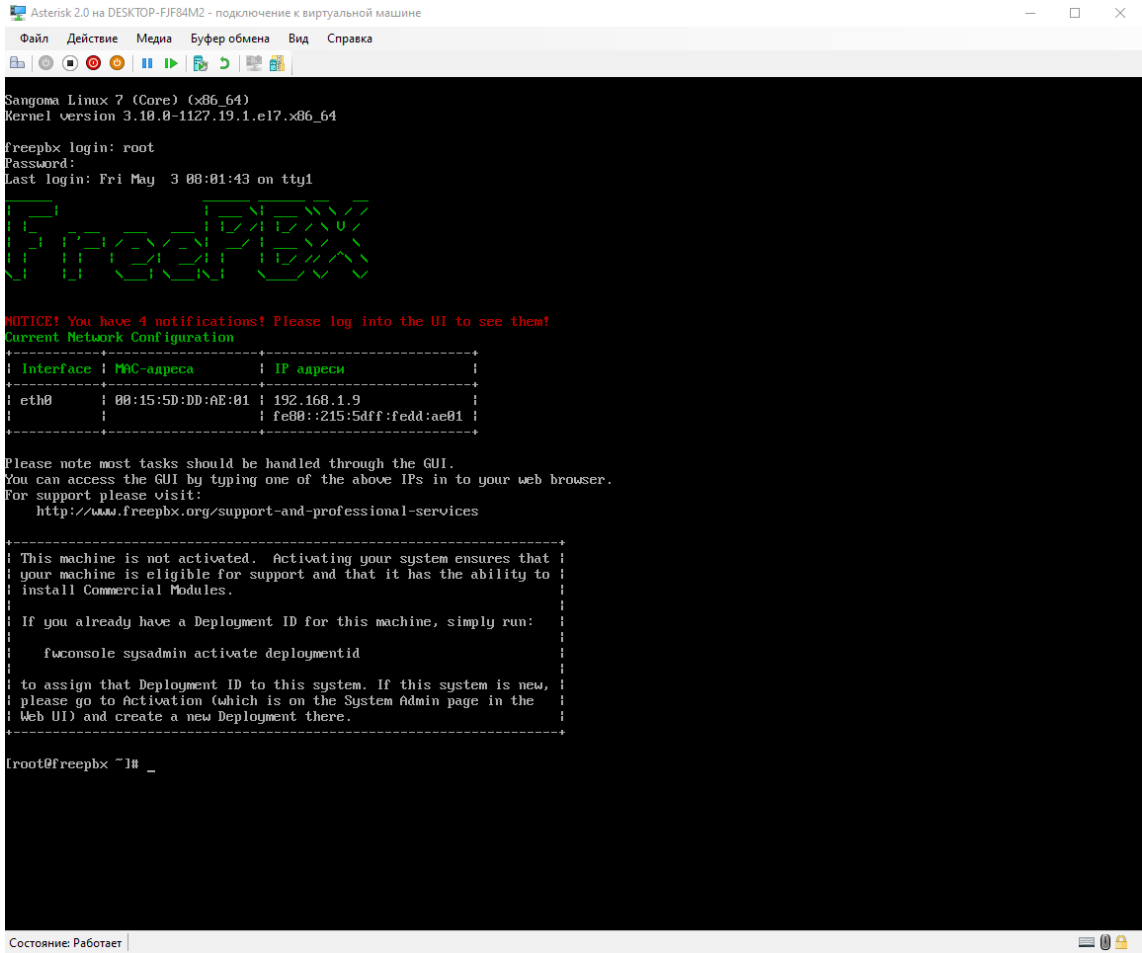 Asterisk 2.0 на DESKTOP-FJF84M2 - подключение к виртуальной машине
Файл Действие Медиа Буфер обмена Вид Справка
Sangoma Linux 7 (Core) (x86_64)
Kernel version 3.10.0-1127.19.1.el7.x86_64
freepbx login: root
Password:
Last login: Fri May  3 08:01:43 on tty1
FreePBX
NOTICE! You have 4 notifications! Please log into the UI to see them!
Current Network Configuration
Interface | MAC-адреса | IP адреси
eth0 | 00:15:5D:DD:AE:01 | 192.168.1.9
fe80::215:5dff:fedd:ae01
Please note most tasks should be handled through the GUI.
You can access the GUI by typing one of the above IPs in to your web browser.
For support please visit:
http://www.freepbx.org/support-and-professional-services
This machine is not activated.  Activating your system ensures that
your machine is eligible for support and that it has the ability to
install Commercial Modules.
If you already have a Deployment ID for this machine, simply run:
fwconsole sysadmin activate deploymentid
to assign that Deployment ID to this system. If this system is new,
please go to Activation (which is on the System Admin page in the
Web UI) and create a new Deployment there.
[root@freepbx ~]# _
Состояние: Работает